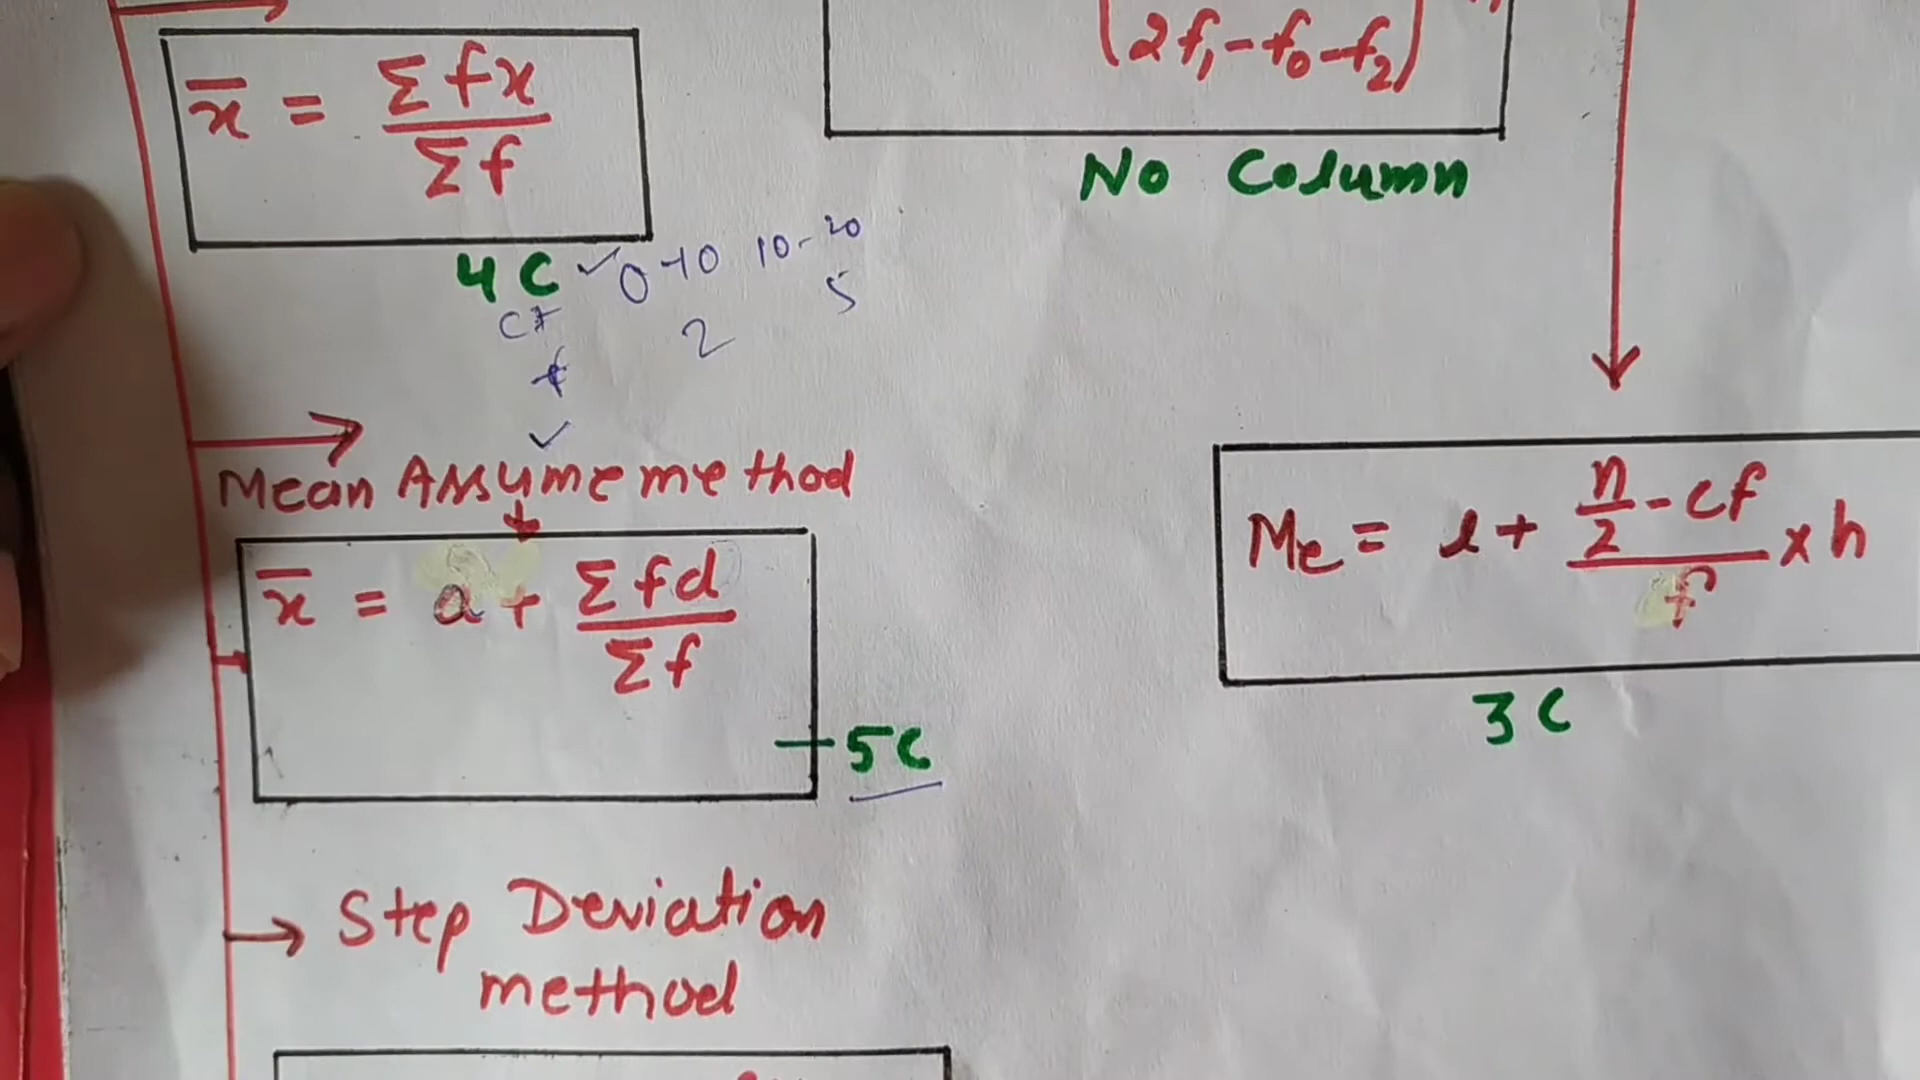 x̄ = Σfx / Σf
4C ✓ 0-10 10-20
CI 2 5
f
✓
Mean Assume method
x̄ = a + Σfd / Σf
5C
Step Deviation
method
(2f₁-f₀-f₂)
No Column
Me = l + n/2 - cf / f × h
3C